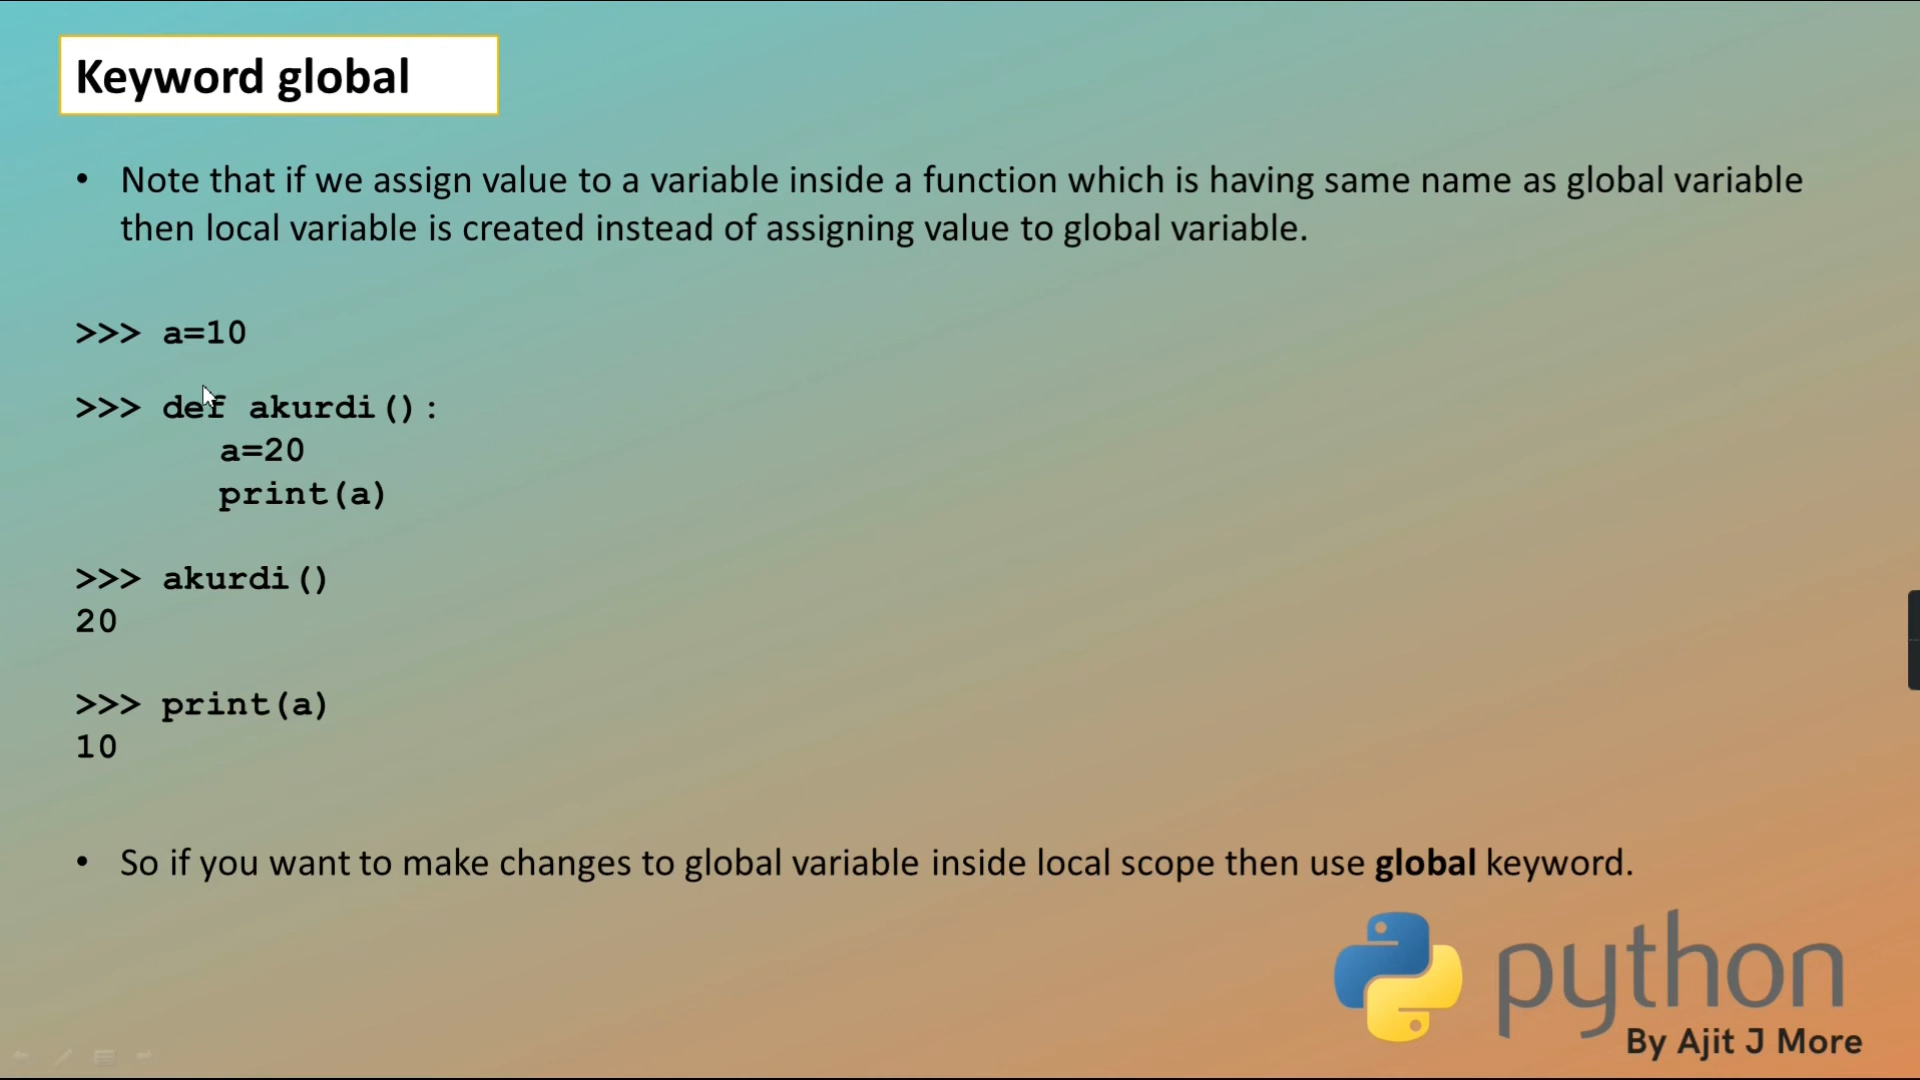 Keyword global
• Note that if we assign value to a variable inside a function which is having same name as global variable
then local variable is created instead of assigning value to global variable.
>>> a=10
>>> def akurdi():
a=20
print(a)
>>> akurdi()
20
>>> print(a)
10
• So if you want to make changes to global variable inside local scope then use global keyword.
python
By Ajit J More